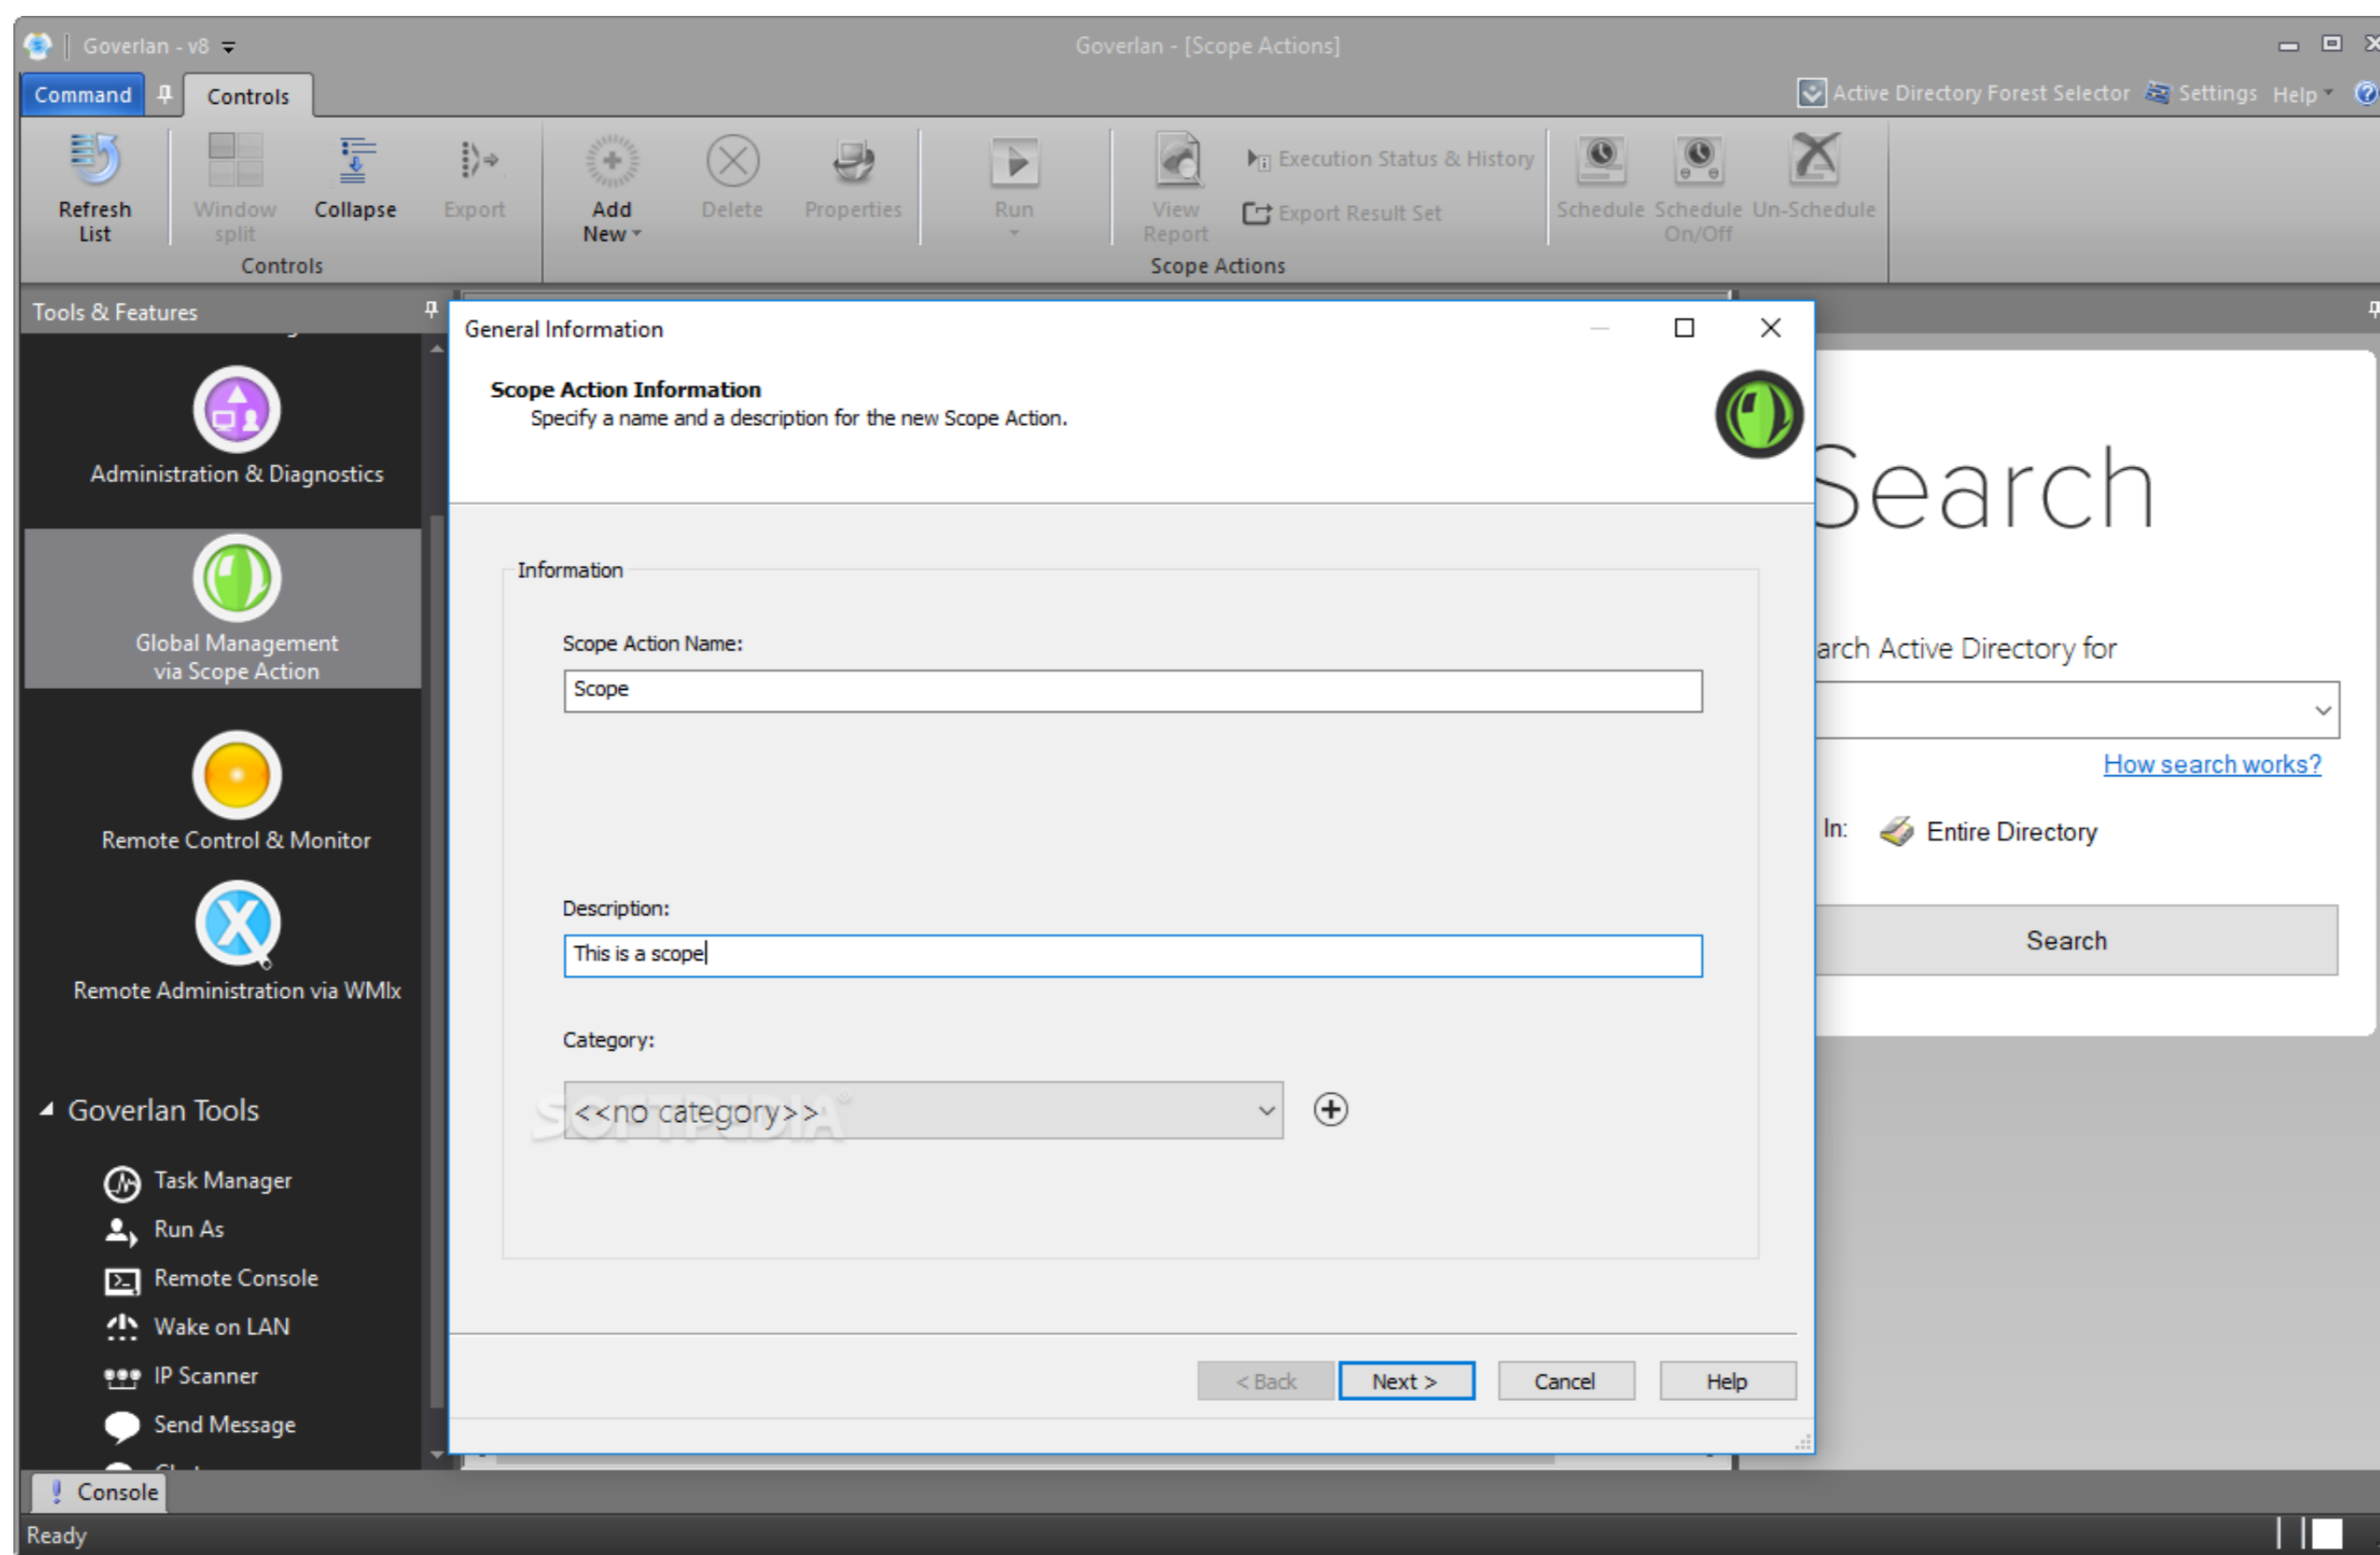 Goverlan - v8
Goverlan - [Scope Actions]
Command
Controls
Active Directory Forest Selector
Settings
Help
Refresh
List
Window
split
Collapse
Export
Controls
Add
New
Delete
Properties
Run
View
Report
Execution Status & History
Export Result Set
Scope Actions
Schedule
Schedule
On/Off
Un-Schedule
Tools & Features
Administration & Diagnostics
Global Management
via Scope Action
Remote Control & Monitor
Remote Administration via WMIx
Goverlan Tools
Task Manager
Run As
Remote Console
Wake on LAN
IP Scanner
Send Message
General Information
Scope Action Information
Specify a name and a description for the new Scope Action.
Information
Scope Action Name:
Scope
Description:
This is a scope
Category:
<<no category>>
SOFTPEDIA
< Back
Next >
Cancel
Help
Search
arch Active Directory for
How search works?
In:
Entire Directory
Search
Console
Ready